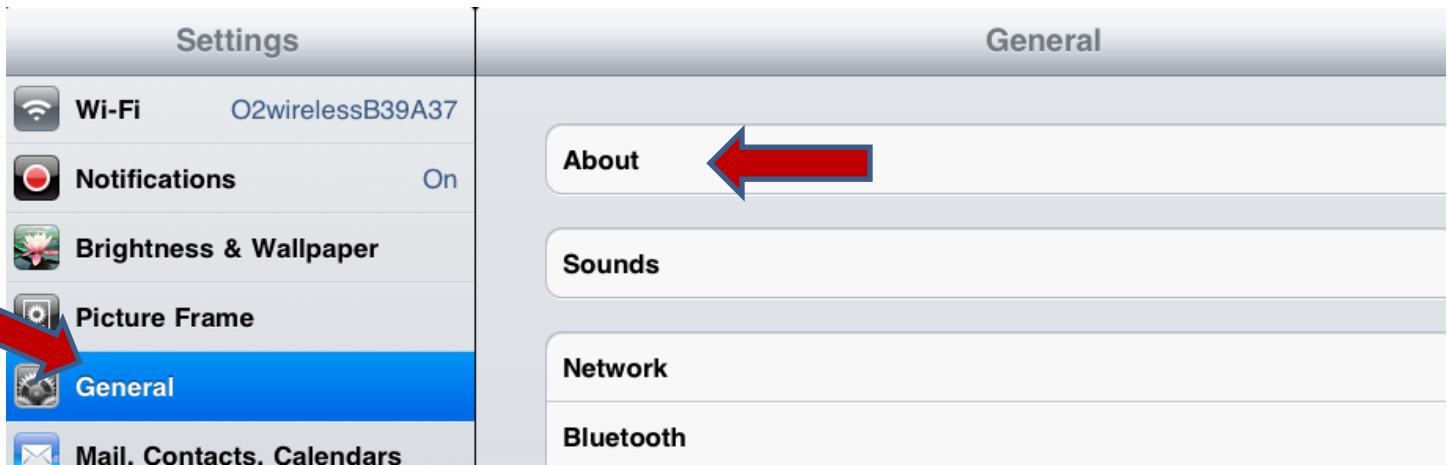 Settings
Wi-Fi O2wirelessB39A37
Notifications On
Brightness & Wallpaper
Picture Frame
General
Mail, Contacts, Calendars
General
About
Sounds
Network
Bluetooth